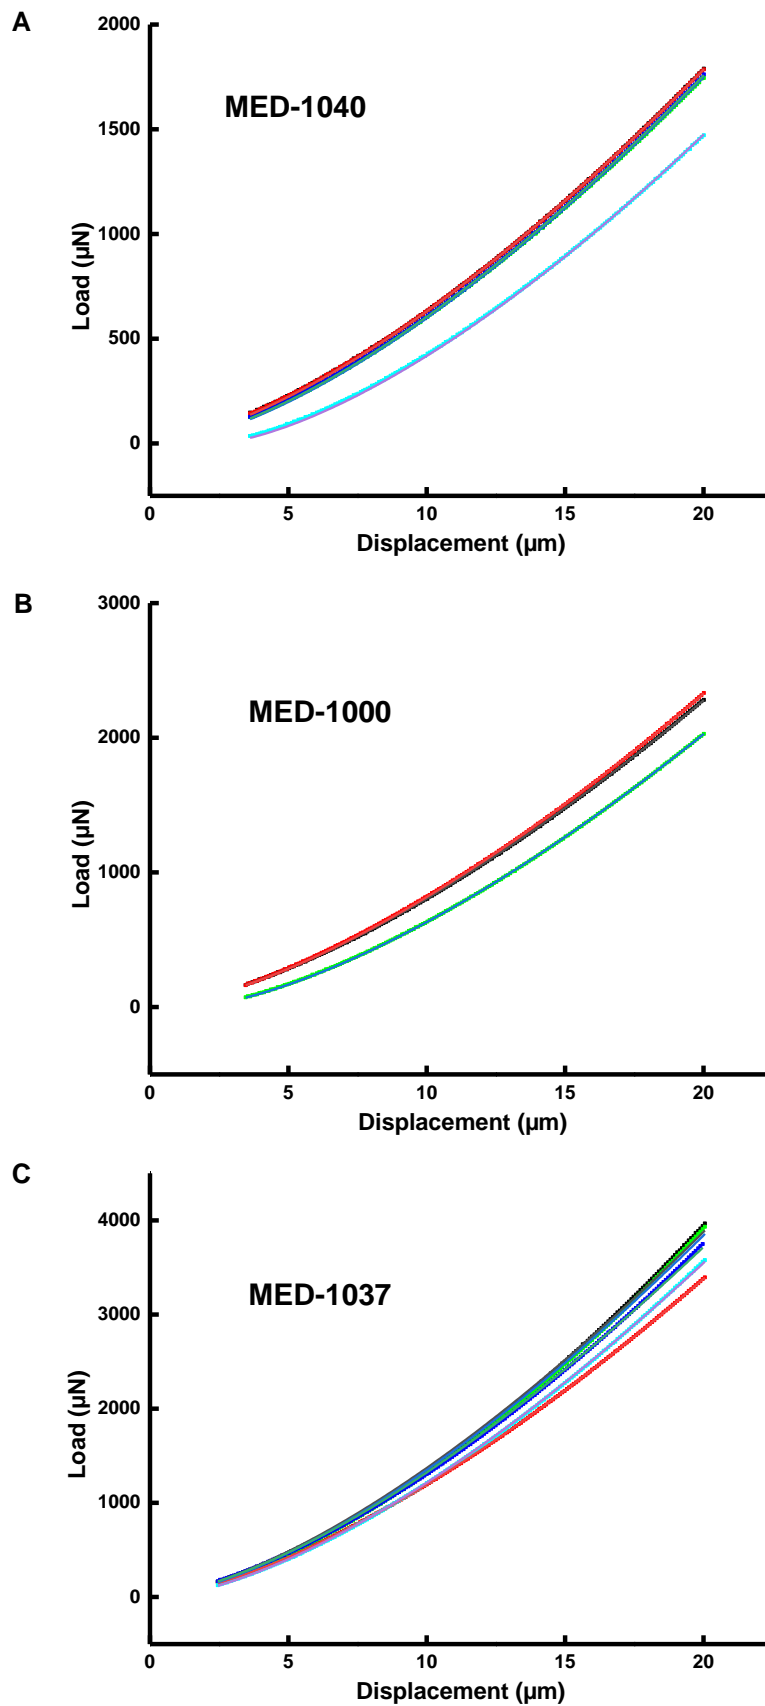 A
2000
MED-1040
1500
1000
500
0
Load (µN)
0 5 10 15 20
Displacement (µm)
B
3000
MED-1000
2000
1000
0
Load (µN)
0 5 10 15 20
Displacement (µm)
C
4000
MED-1037
3000
2000
1000
0
Load (µN)
0 5 10 15 20
Displacement (µm)